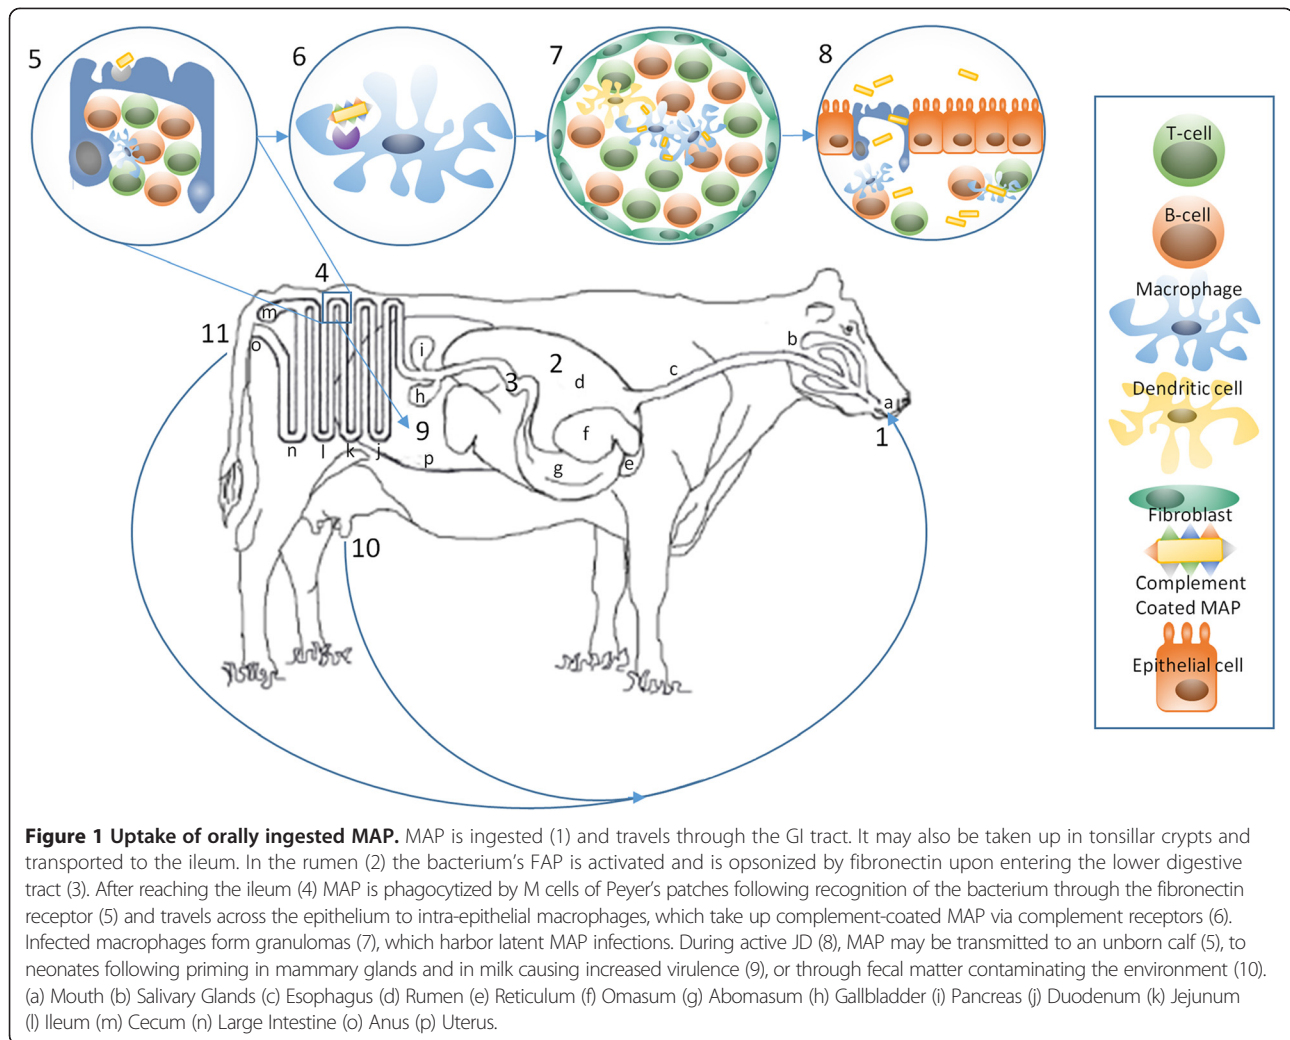 5
6
7
8
4
11
m
o
i
h
2
3
d
c
b
a
1
f
g
e
9
n
l
k
j
p
10
T-cell
B-cell
Macrophage
Dendritic cell
Fibroblast
Complement
Coated MAP
Epithelial cell
Figure 1 Uptake of orally ingested MAP. MAP is ingested (1) and travels through the GI tract. It may also be taken up in tonsillar crypts and
transported to the ileum. In the rumen (2) the bacterium's FAP is activated and is opsonized by fibronectin upon entering the lower digestive
tract (3). After reaching the ileum (4) MAP is phagocytized by M cells of Peyer's patches following recognition of the bacterium through the fibronectin
receptor (5) and travels across the epithelium to intra-epithelial macrophages, which take up complement-coated MAP via complement receptors (6).
Infected macrophages form granulomas (7), which harbor latent MAP infections. During active JD (8), MAP may be transmitted to an unborn calf (5), to
neonates following priming in mammary glands and in milk causing increased virulence (9), or through fecal matter contaminating the environment (10).
(a) Mouth (b) Salivary Glands (c) Esophagus (d) Rumen (e) Reticulum (f) Omasum (g) Abomasum (h) Gallbladder (i) Pancreas (j) Duodenum (k) Jejunum
(l) Ileum (m) Cecum (n) Large Intestine (o) Anus (p) Uterus.